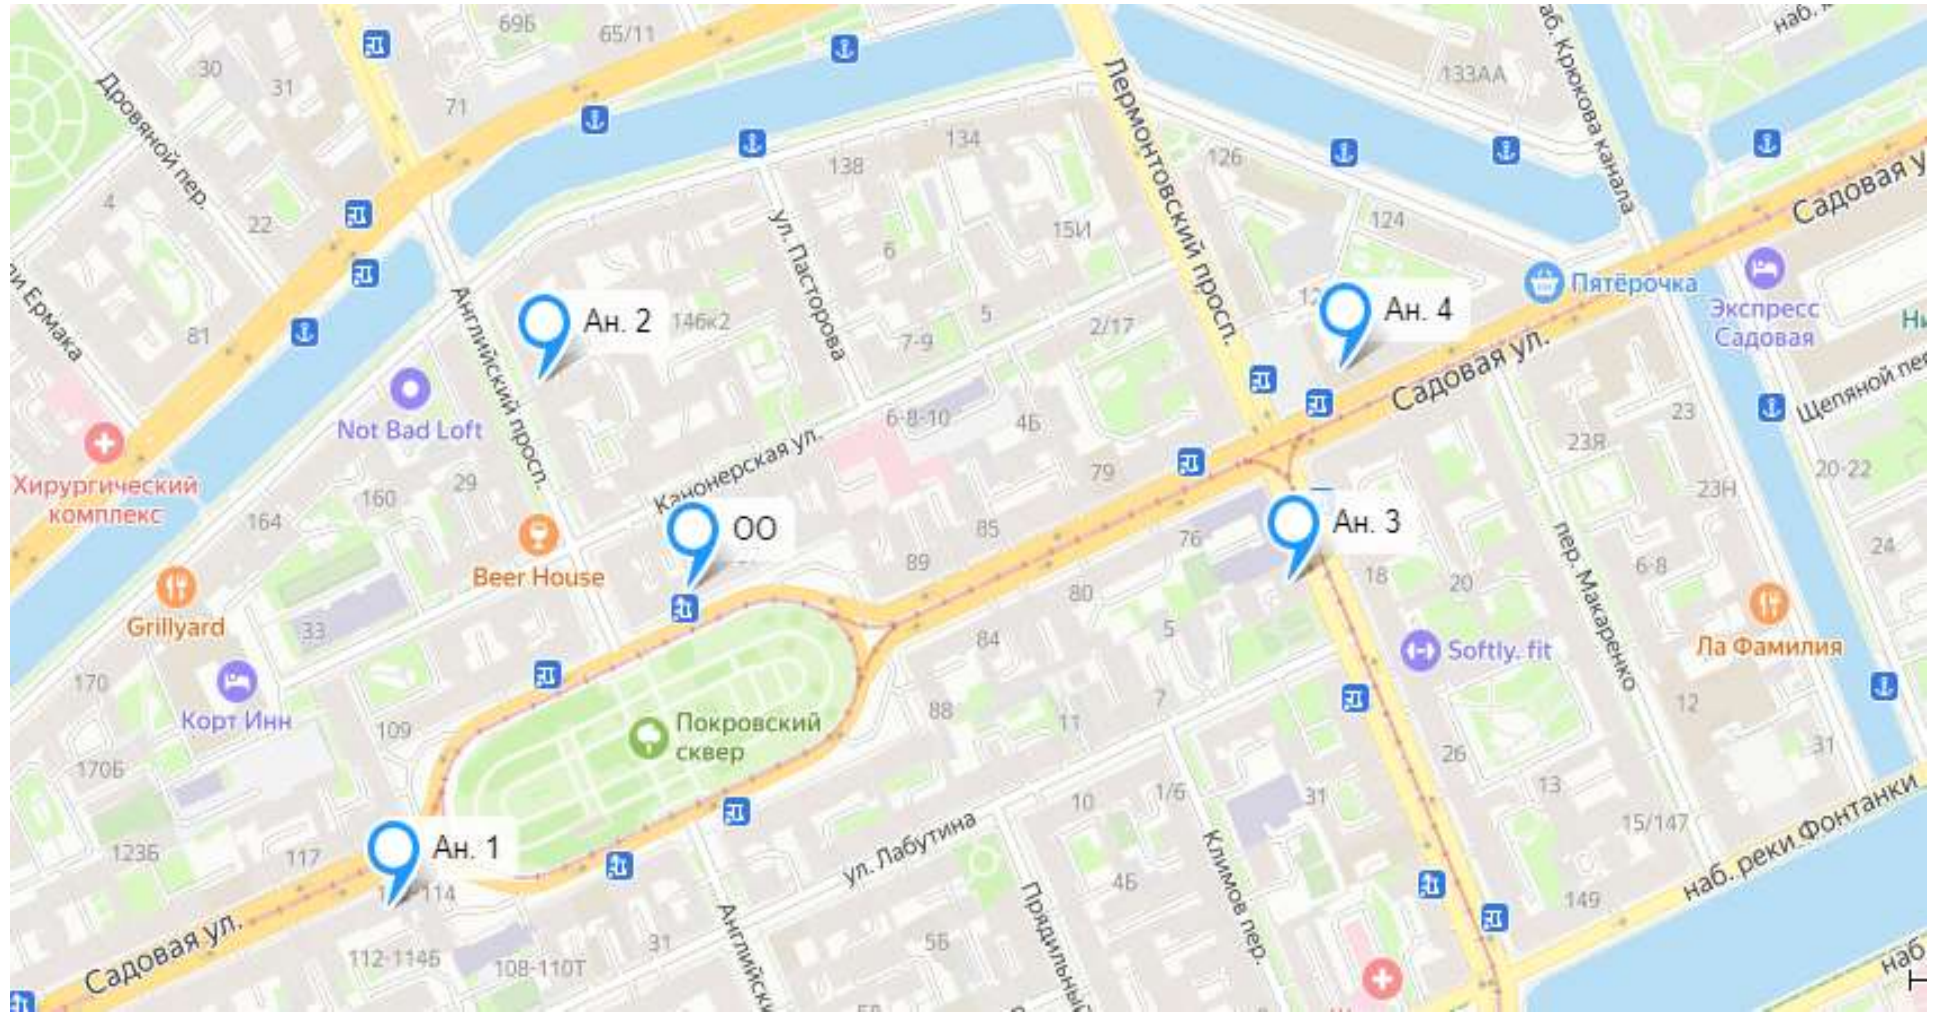 69Б
65/11
наб. Крюкова канала
30
31
71
Дровяной пер.
133АА
Лермонтовский просп.
134
138
126
4
22
124
Садовая
ул. Пасторова
15И
6
Пятёрочка
Экспресс
Садовая
81
Ан. 2
146к2
5
7-9
2/17
Ан. 4
Английский просп.
Not Bad Loft
6-8-10
4Б
Садовая ул.
23
Щепяной
23Я
Хирургический
комплекс
29
160
164
Канонерская ул.
79
20-22
23Н
ОО
85
76
Ан. 3
24
Beer House
89
18
20
пер. Макаренко
6-8
80
Grillyard
33
84
5
Softly. fit
Ла Фамилия
170
Корт Инн
109
Покровский
сквер
88
11
7
12
170Б
26
31
13
10
1/6
31
15/147
123Б
117
Ан. 1
ул. Лабутина
Климов пер.
наб. реки Фонтанки
114
4Б
149
Садовая ул.
112-114Б
108-110Т
31
5Б
Прядильный
наб